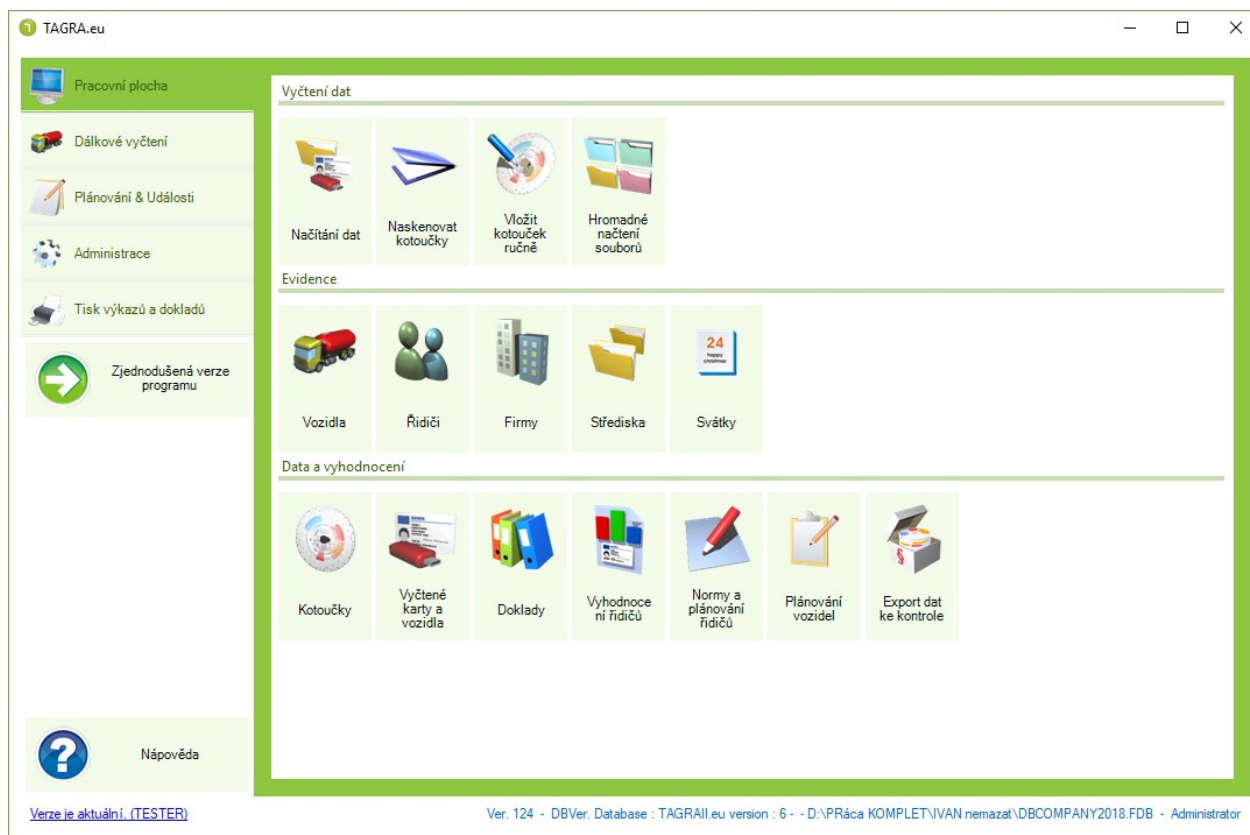 TAGRA.eu
Pracovní plocha
Dálkové vyčtení
Plánování & Události
Administrace
Tisk výkazů a dokladů
Zjednodušená verze
programu
Nápověda
Vyčtení dat
Načítání dat
Naskenovat
kotoučky
Vložit
kotouček
ručně
Hromadné
načtení
souborů
Evidence
Vozidla
Řidiči
Firmy
Střediska
24
happy
christmas
Svátky
Data a vyhodnocení
Kotoučky
Vyčtené
karty a
vozidla
Doklady
Vyhodnoce
ní řidičů
Normy a
plánování
řidičů
Plánování
vozidel
Export dat
ke kontrole
Verze je aktuální. (TESTER)
Ver. 124 - DBVer. Database : TAGRAII.eu version : 6 - - D:\PRáca KOMPLET\IVAN nemazat\DBCOMPANY2018.FDB - Administrator